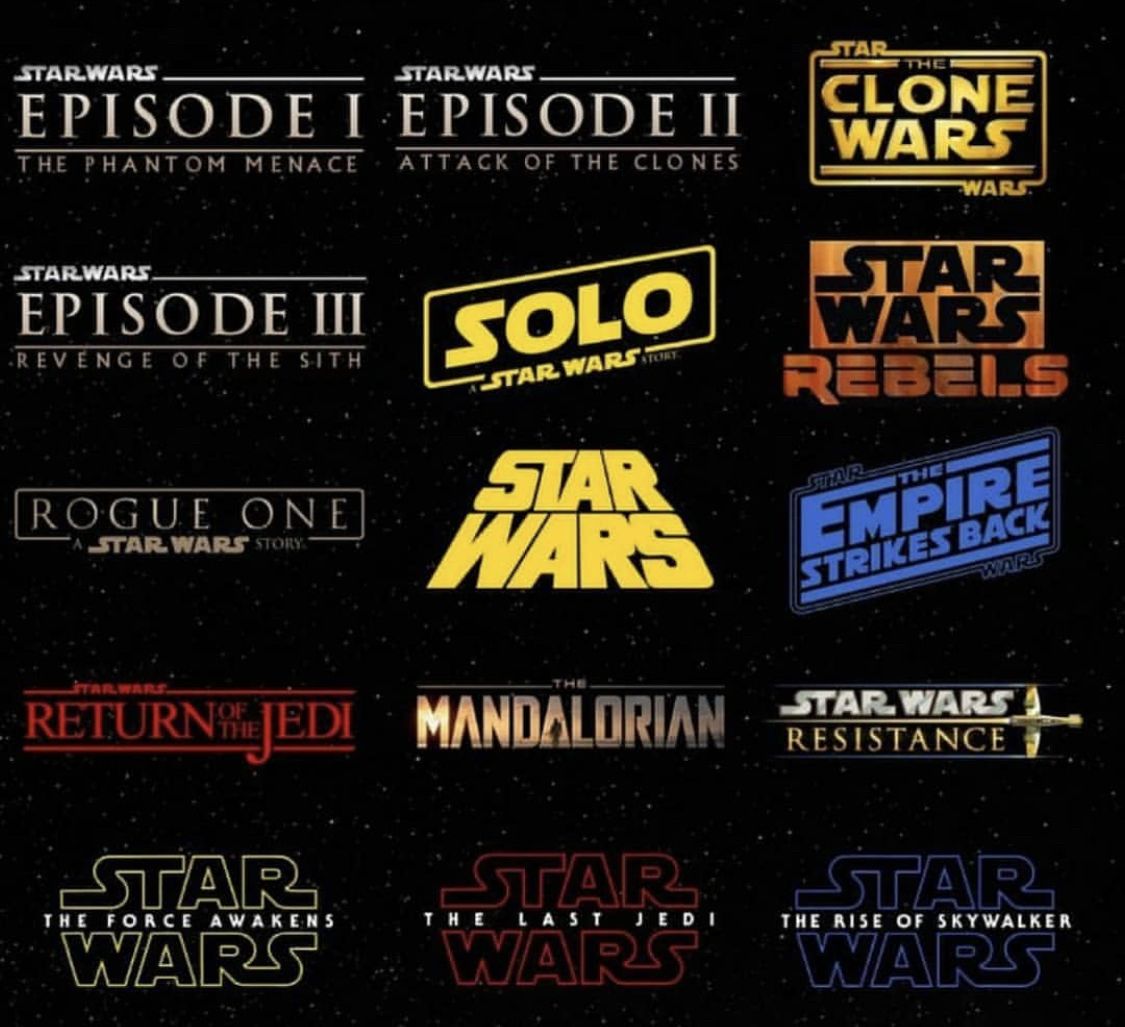 STAR WARS
EPISODE I
THE PHANTOM MENACE
STAR WARS
EPISODE II
ATTACK OF THE CLONES
STAR
THE
CLONE
WARS
WARS
STAR WARS
EPISODE III
REVENGE OF THE SITH
SOLO
A STAR WARS STORY
STAR
WARS
REBELS
ROGUE ONE
A STAR WARS STORY
STAR
WARS
STAR
THE
EMPIRE
STRIKES BACK
WARS
STAR WARS
RETURN OF THE JEDI
THE
MANDALORIAN
STAR WARS
RESISTANCE
STAR
THE FORCE AWAKENS
WARS
STAR
THE LAST JEDI
WARS
STAR
THE RISE OF SKYWALKER
WARS